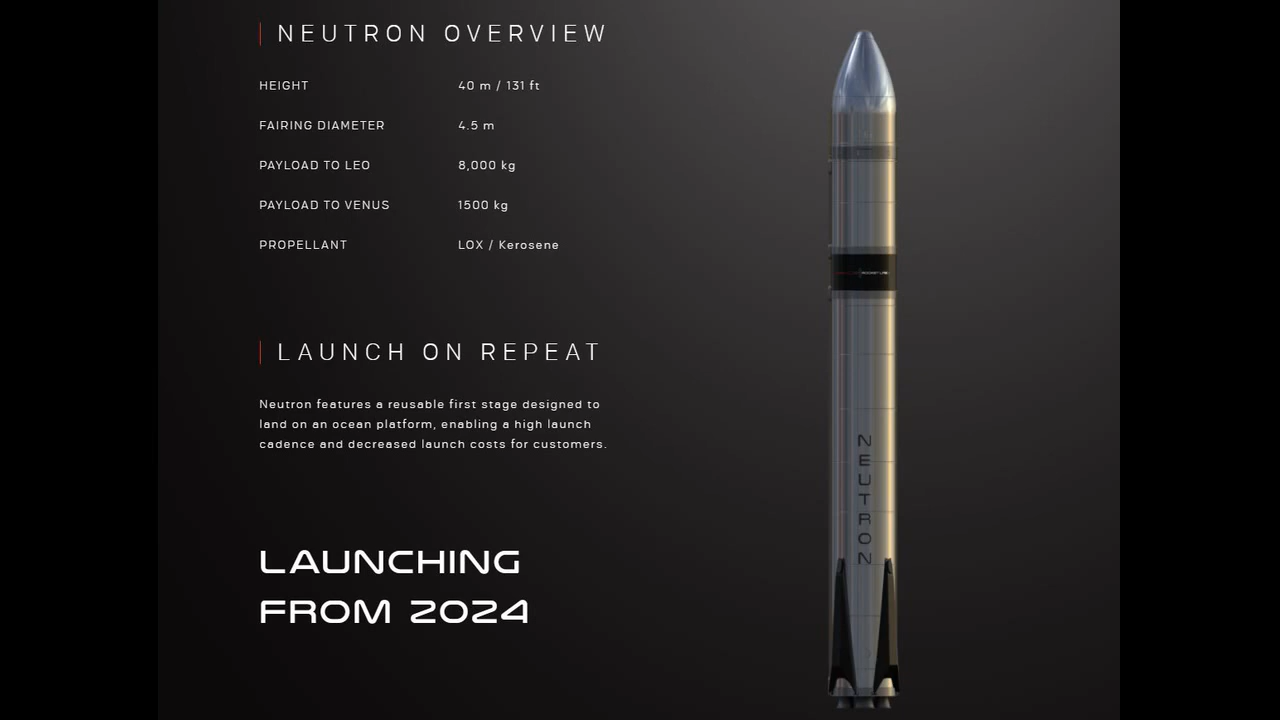 NEUTRON OVERVIEW
HEIGHT 40 m / 131 ft
FAIRING DIAMETER 4.5 m
PAYLOAD TO LEO 8,000 kg
PAYLOAD TO VENUS 1500 kg
PROPELLANT LOX / Kerosene
LAUNCH ON REPEAT
Neutron features a reusable first stage designed to
land on an ocean platform, enabling a high launch
cadence and decreased launch costs for customers.
LAUNCHING
FROM 2024
NEUTRON